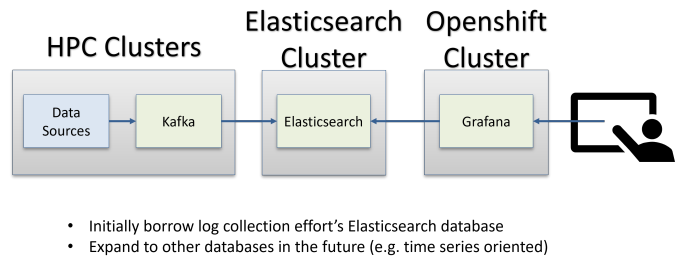 HPC Clusters
Elasticsearch
Cluster
Openshift
Cluster
Data
Sources
Kafka
Elasticsearch
Grafana
• Initially borrow log collection effort's Elasticsearch database
• Expand to other databases in the future (e.g. time series oriented)